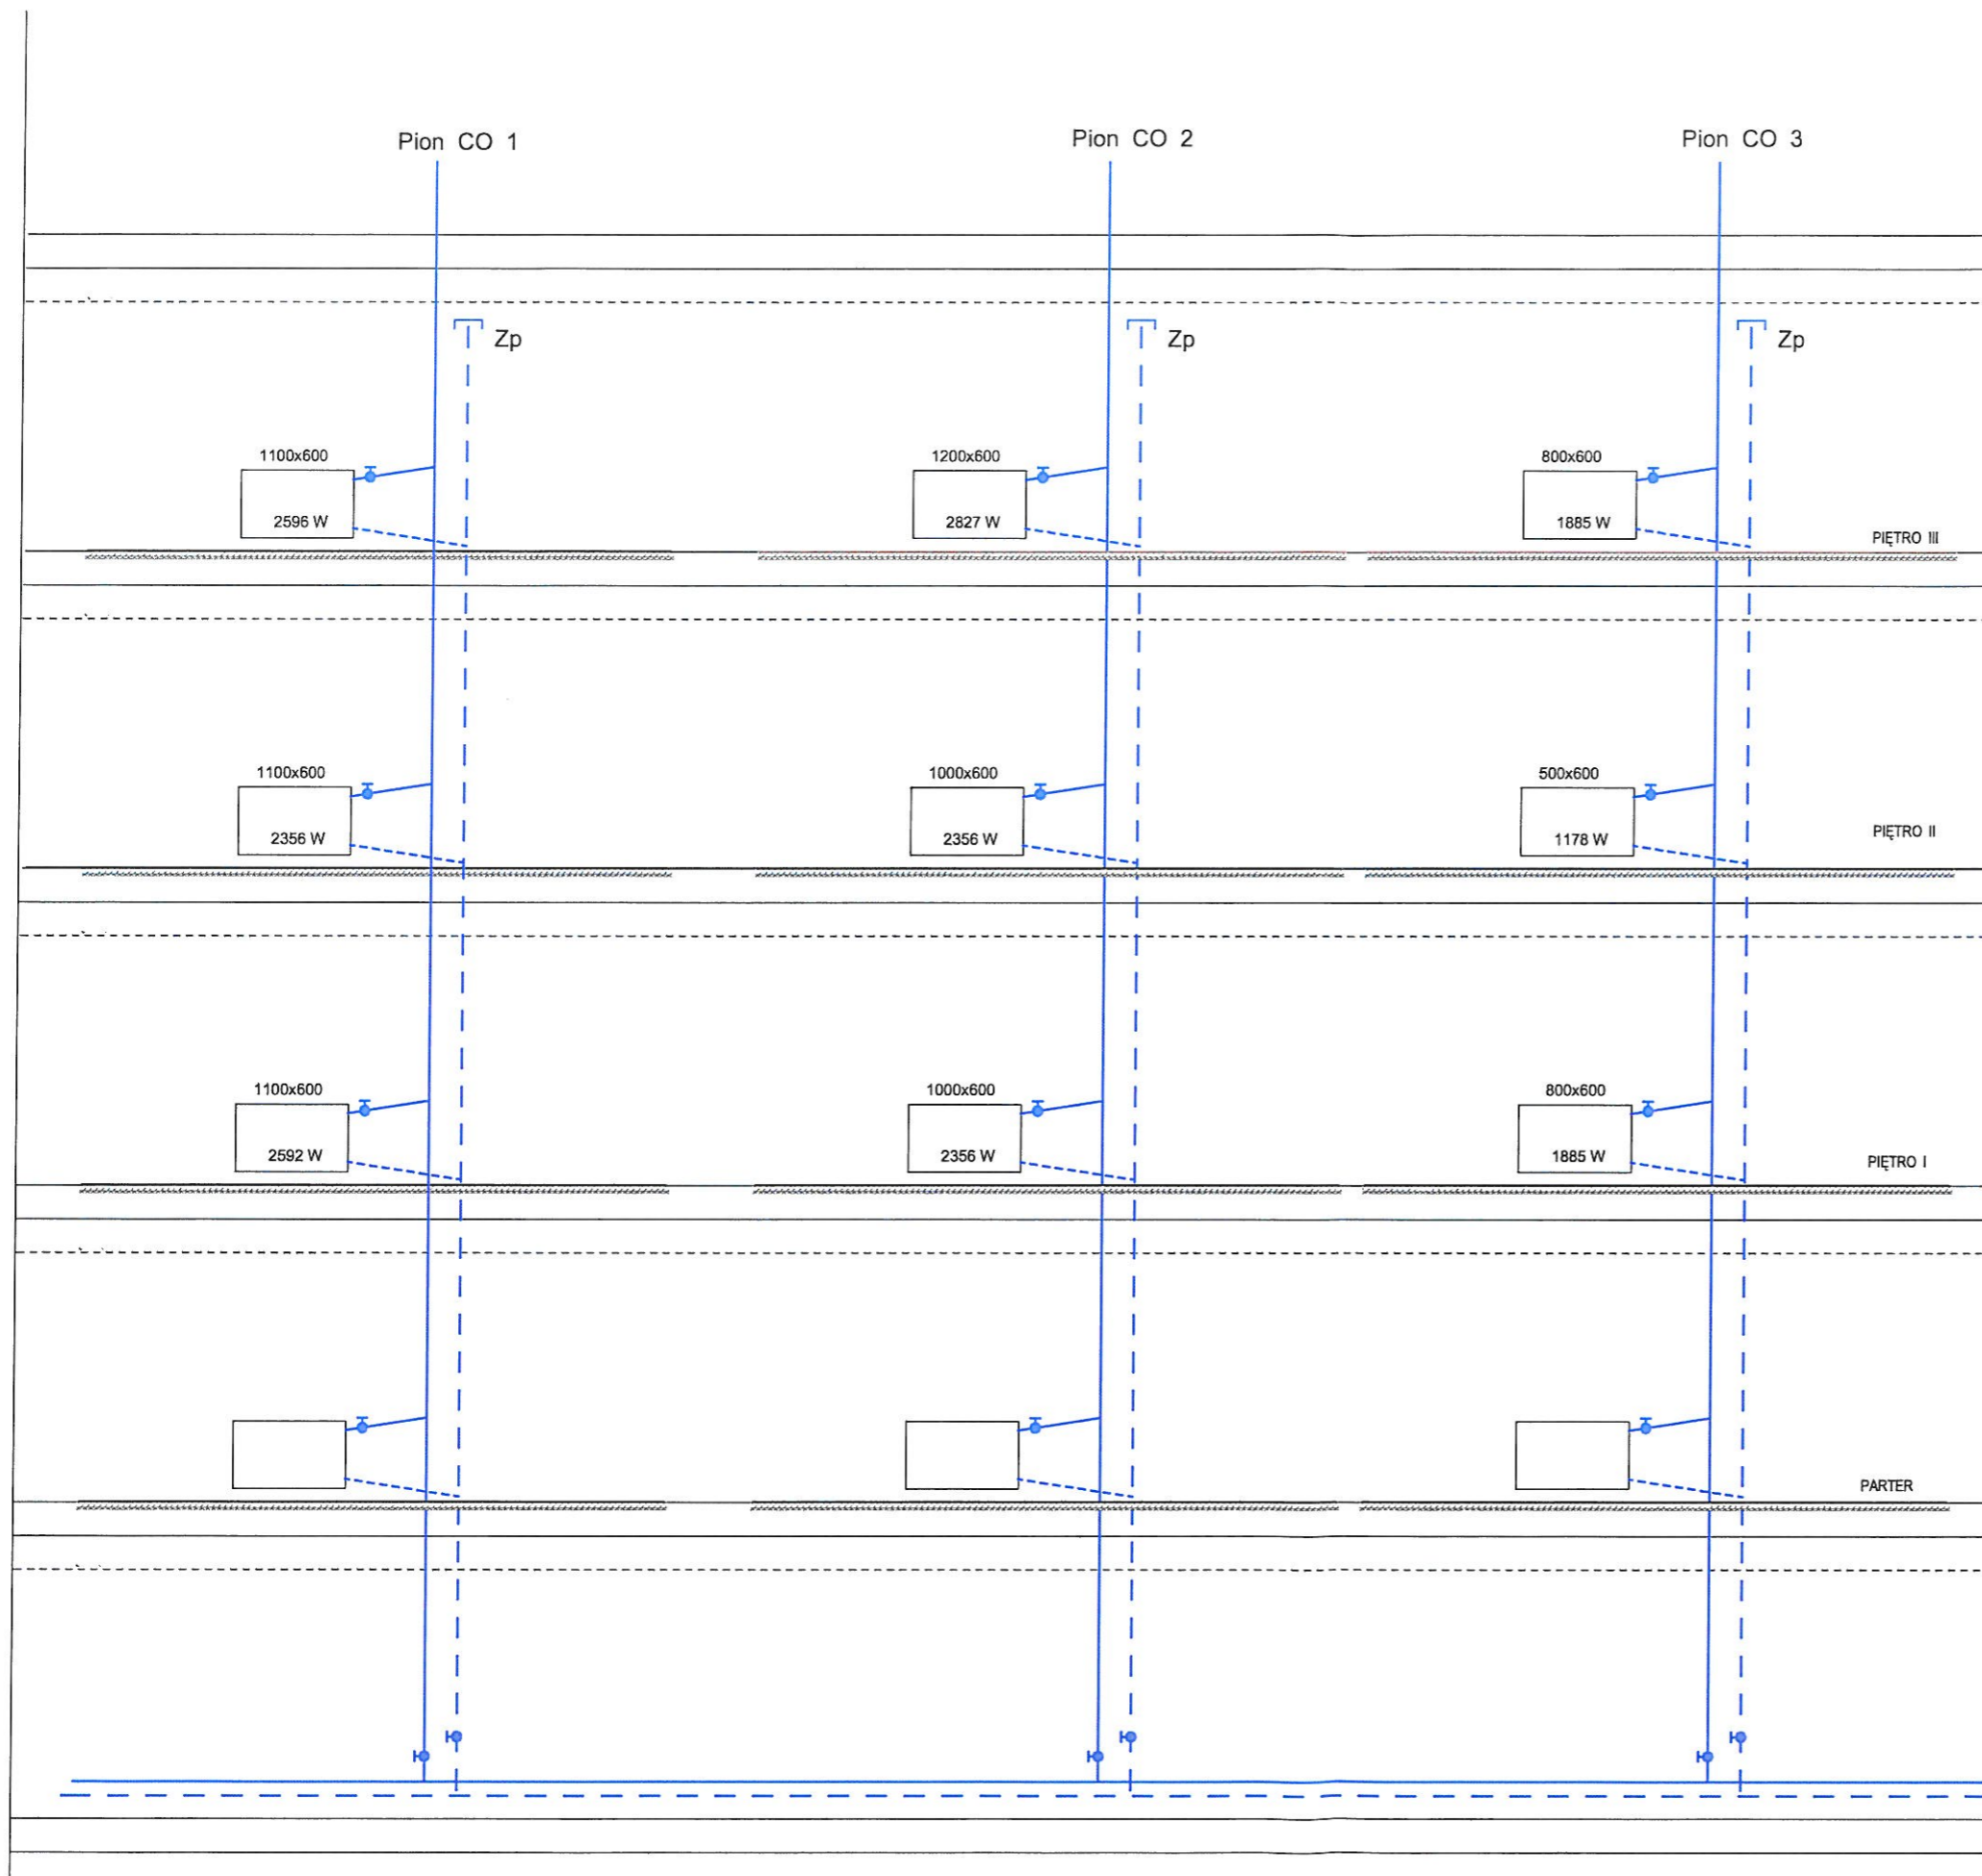 Pion CO 1
Pion CO 2
Pion CO 3
Zp
Zp
Zp
1100x600
1200x600
800x600
2596 W
2827 W
1885 W
PIĘTRO III
1100x600
1000x600
500x600
2356 W
2356 W
1178 W
PIĘTRO II
1100x600
1000x600
800x600
2592 W
2356 W
1885 W
PIĘTRO I
PARTER